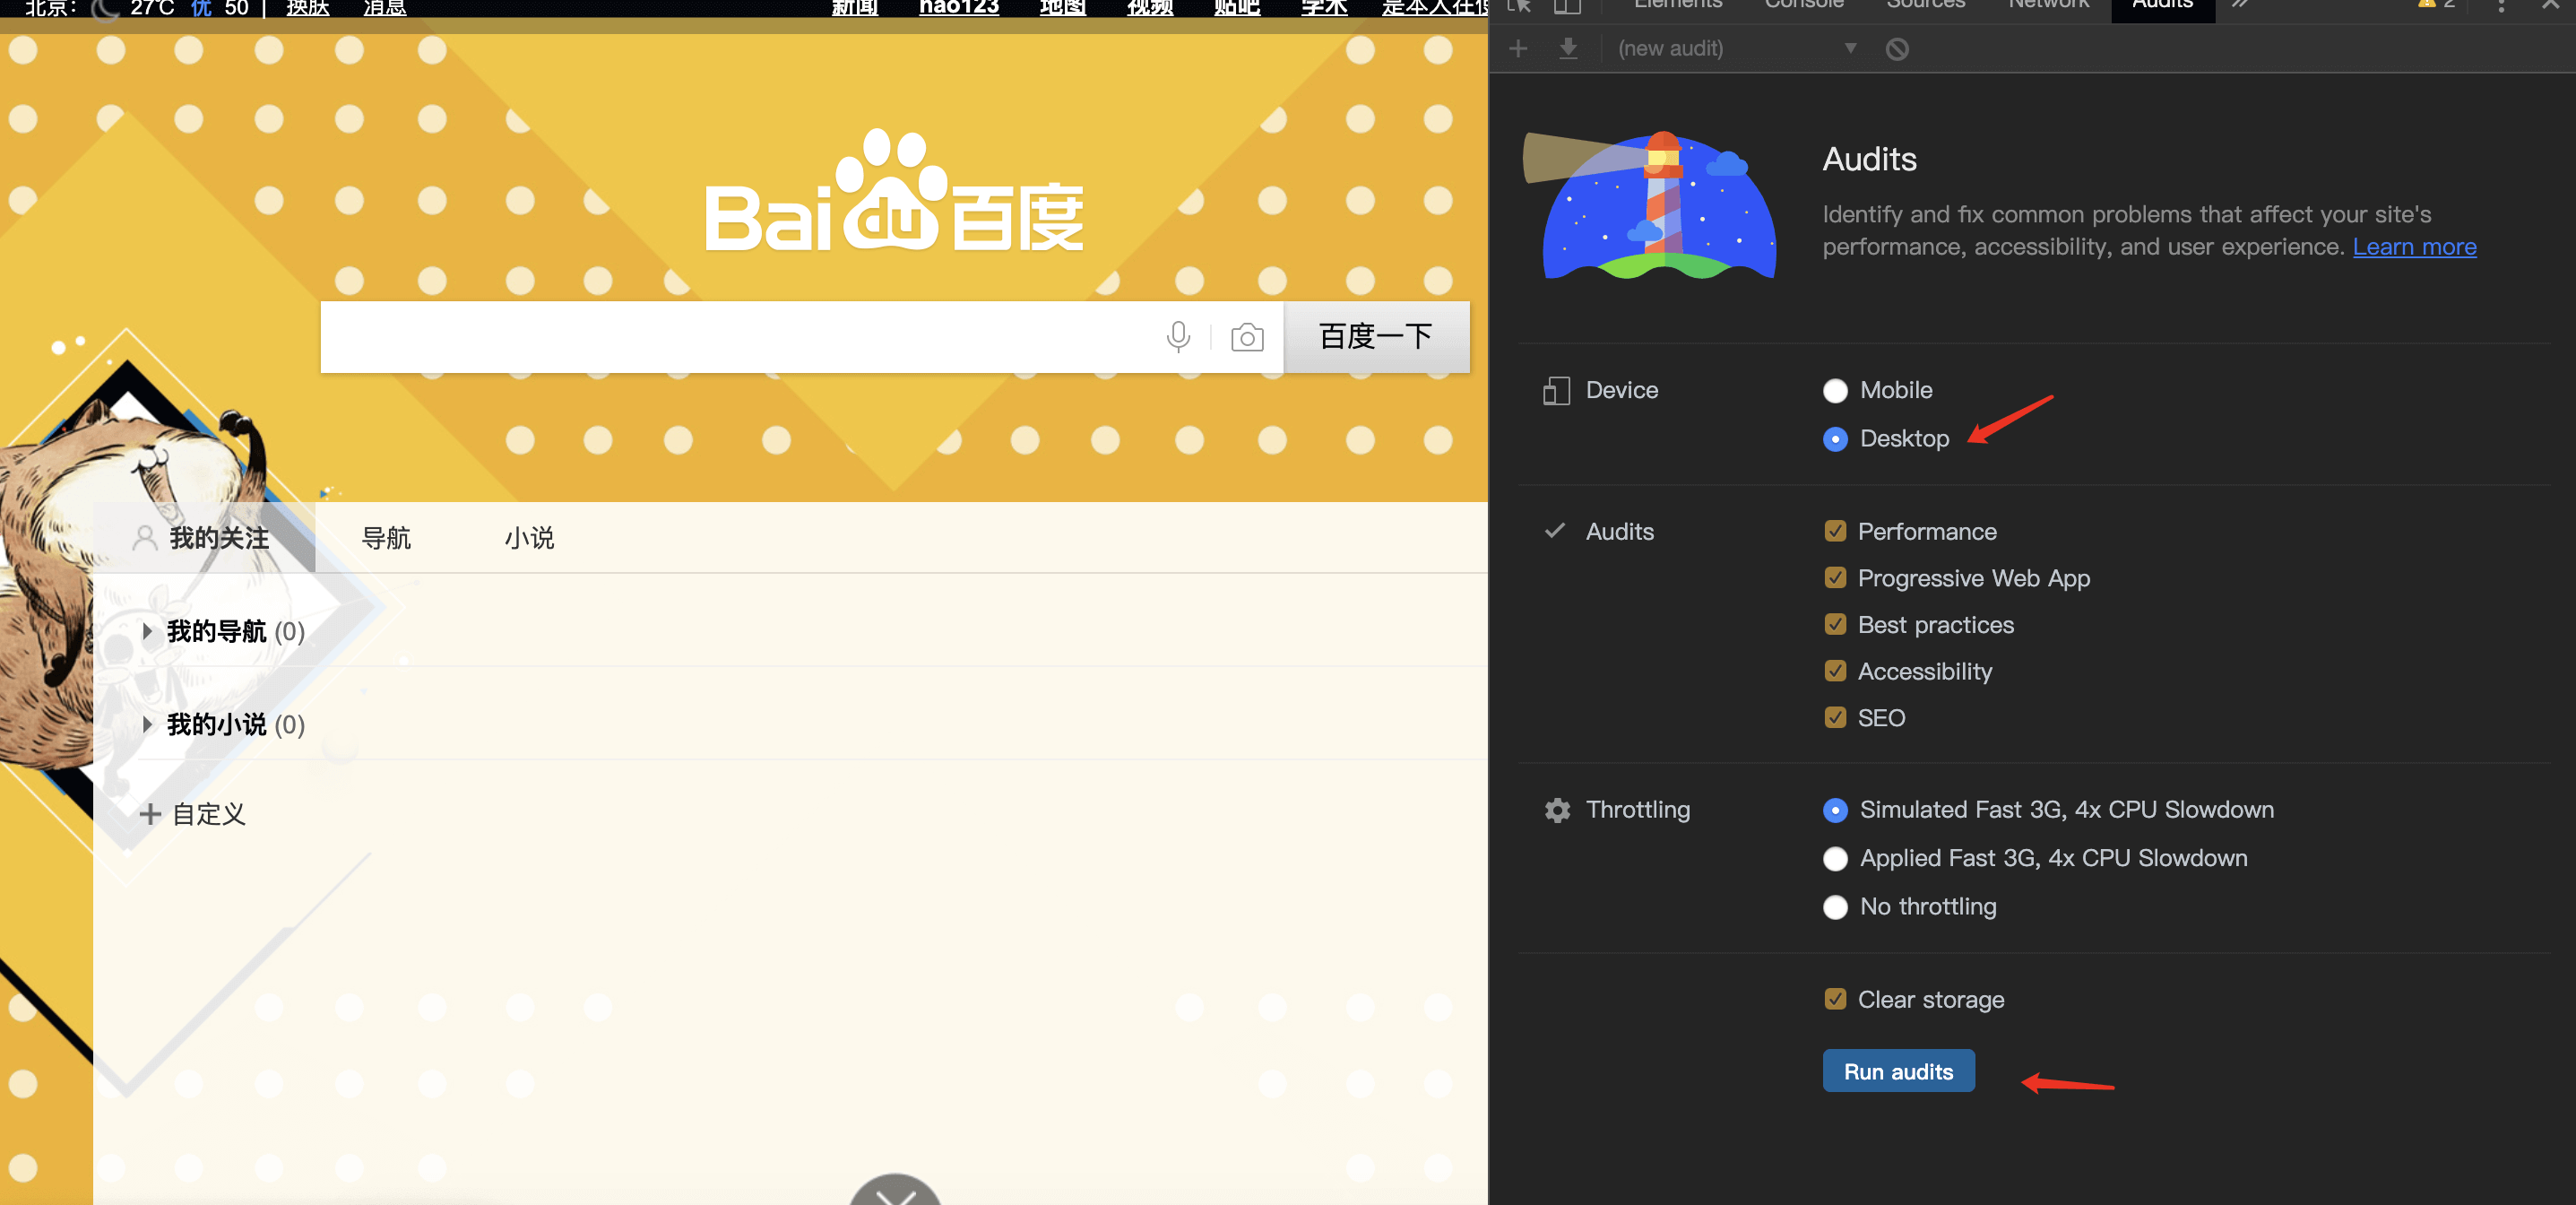 北京: 27℃ 优 50 | 换肤 消息
新闻 hao123 地图 视频 贴吧 学术
Bai du 百度
百度一下
我的关注 导航 小说
我的导航 (0)
我的小说 (0)
自定义
Elements Console Sources Network Audits 2
(new audit)
Audits
Identify and fix common problems that affect your site's
performance, accessibility, and user experience. Learn more
Device
Mobile
Desktop
Audits
Performance
Progressive Web App
Best practices
Accessibility
SEO
Throttling
Simulated Fast 3G, 4x CPU Slowdown
Applied Fast 3G, 4x CPU Slowdown
No throttling
Clear storage
Run audits